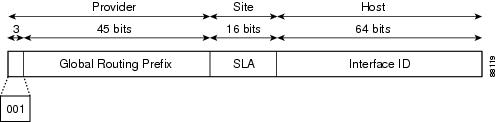 Provider Site Host
3 45 bits 16 bits 64 bits
Global Routing Prefix SLA Interface ID
88119
001